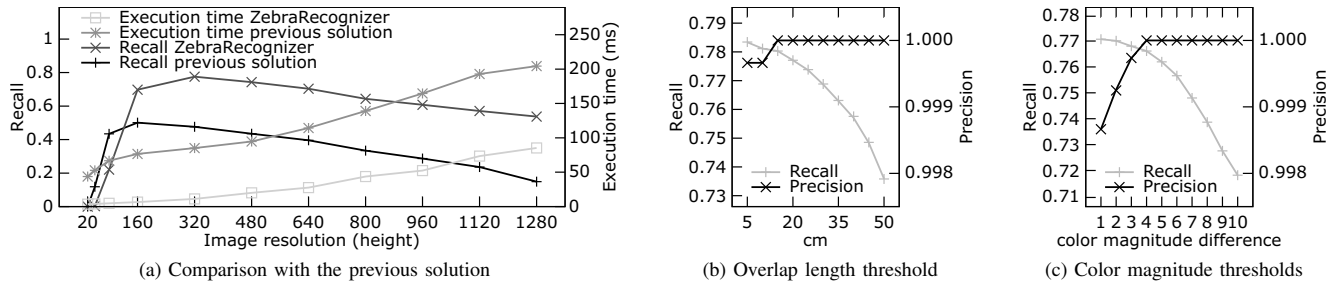 Execution time ZebraRecognizer
Execution time previous solution
Recall ZebraRecognizer
Recall previous solution
1
0.8
0.6
0.4
0.2
0
Recall
250
200
150
100
50
0
Execution time (ms)
20 160 320 480 640 800 960 1120 1280
Image resolution (height)
(a) Comparison with the previous solution
0.79
0.78
0.77
0.76
0.75
0.74
0.73
Recall
1.000
0.999
0.998
Precision
Recall
Precision
5 20 35 50
cm
(b) Overlap length threshold
0.78
0.77
0.76
0.75
0.74
0.73
0.72
0.71
Recall
1.000
0.999
0.998
Precision
Recall
Precision
1 2 3 4 5 6 7 8 910
color magnitude difference
(c) Color magnitude thresholds